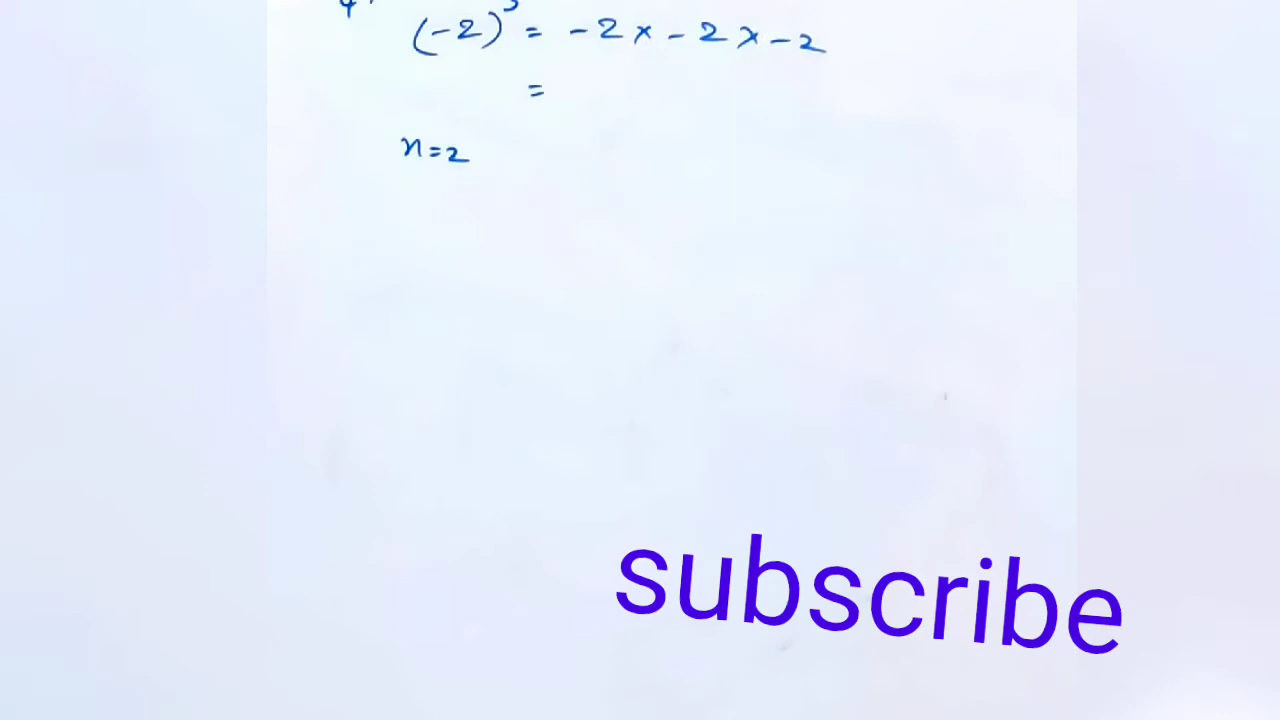 (-2)³ = -2 x - 2 x - 2
=
n=2
subscribe